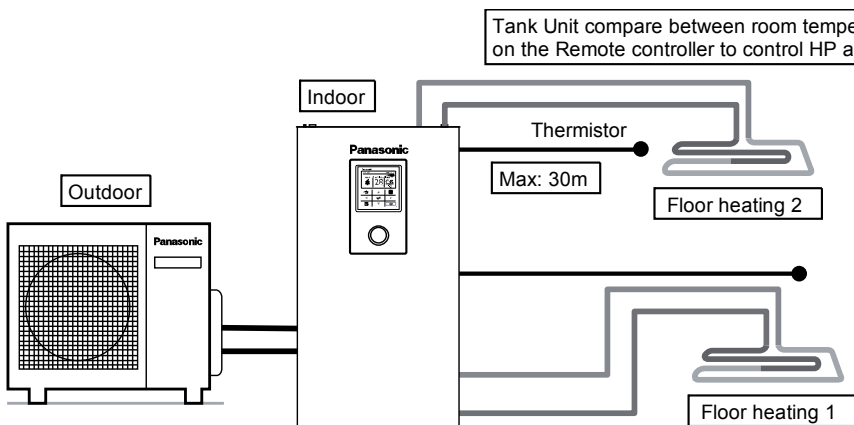 Tank Unit compare between room tempe
on the Remote controller to control HP a
Indoor
Panasonic
Thermistor
Max: 30m
Outdoor
Floor heating 2
Panasonic
Floor heating 1